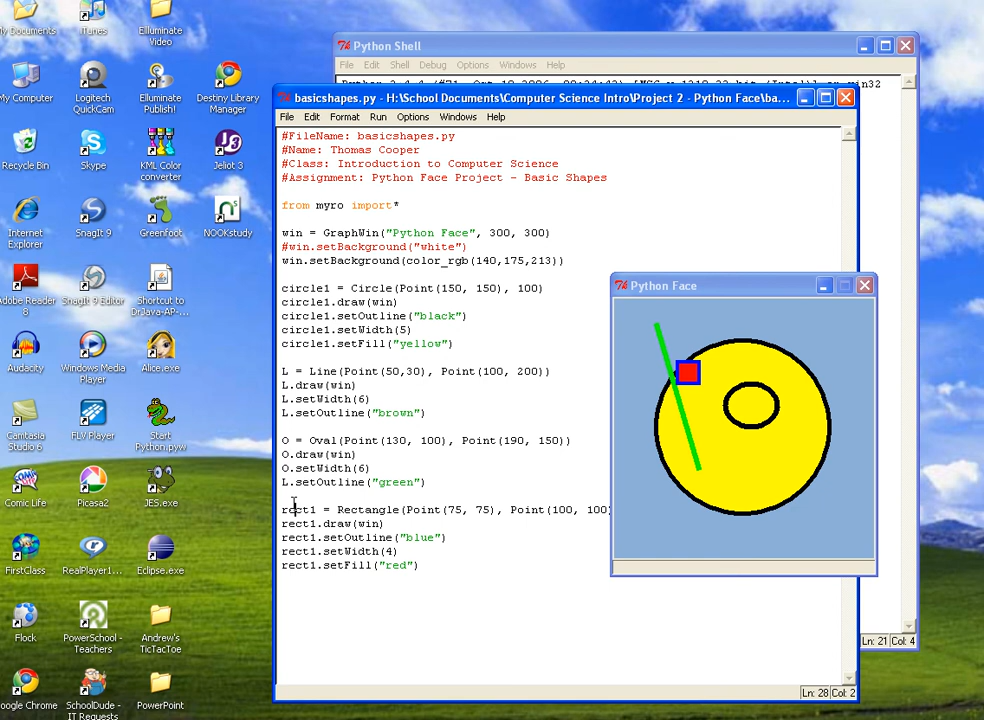 My Documents
iTunes
Elluminate Video
My Computer
Logitech QuickCam
Elluminate Publish!
Destiny Library Manager
Recycle Bin
Skype
KML Color converter
Jeliot 3
Internet Explorer
SnagIt 9
Greenfoot
NOOKstudy
Adobe Reader 8
SnagIt 9 Editor
Shortcut to DrJava-AP-...
Audacity
Windows Media Player
Alice.exe
Camtasia Studio 6
FLV Player
Start Python.pyw
Comic Life
Picasa2
JES.exe
FirstClass
RealPlayer1...
Eclipse.exe
Flock
PowerSchool - Teachers
Andrew's TicTacToe
oogle Chrome
SchoolDude - IT Requests
PowerPoint
Python Shell
File Edit Shell Debug Options Windows Help
basicshapes.py - H:\School Documents\Computer Science Intro\Project 2 - Python Face\ba...
File Edit Format Run Options Windows Help
#FileName: basicshapes.py
#Name: Thomas Cooper
#Class: Introduction to Computer Science
#Assignment: Python Face Project - Basic Shapes
from myro import*
win = GraphWin("Python Face", 300, 300)
#win.setBackground("white")
win.setBackground(color_rgb(140,175,213))
circle1 = Circle(Point(150, 150), 100)
circle1.draw(win)
circle1.setOutline("black")
circle1.setWidth(5)
circle1.setFill("yellow")
L = Line(Point(50,30), Point(100, 200))
L.draw(win)
L.setWidth(6)
L.setOutline("brown")
O = Oval(Point(130, 100), Point(190, 150))
O.draw(win)
O.setWidth(6)
L.setOutline("green")
rect1 = Rectangle(Point(75, 75), Point(100, 100)
rect1.draw(win)
rect1.setOutline("blue")
rect1.setWidth(4)
rect1.setFill("red")
Python Face
Ln: 21 Col: 4
Ln: 28 Col: 2